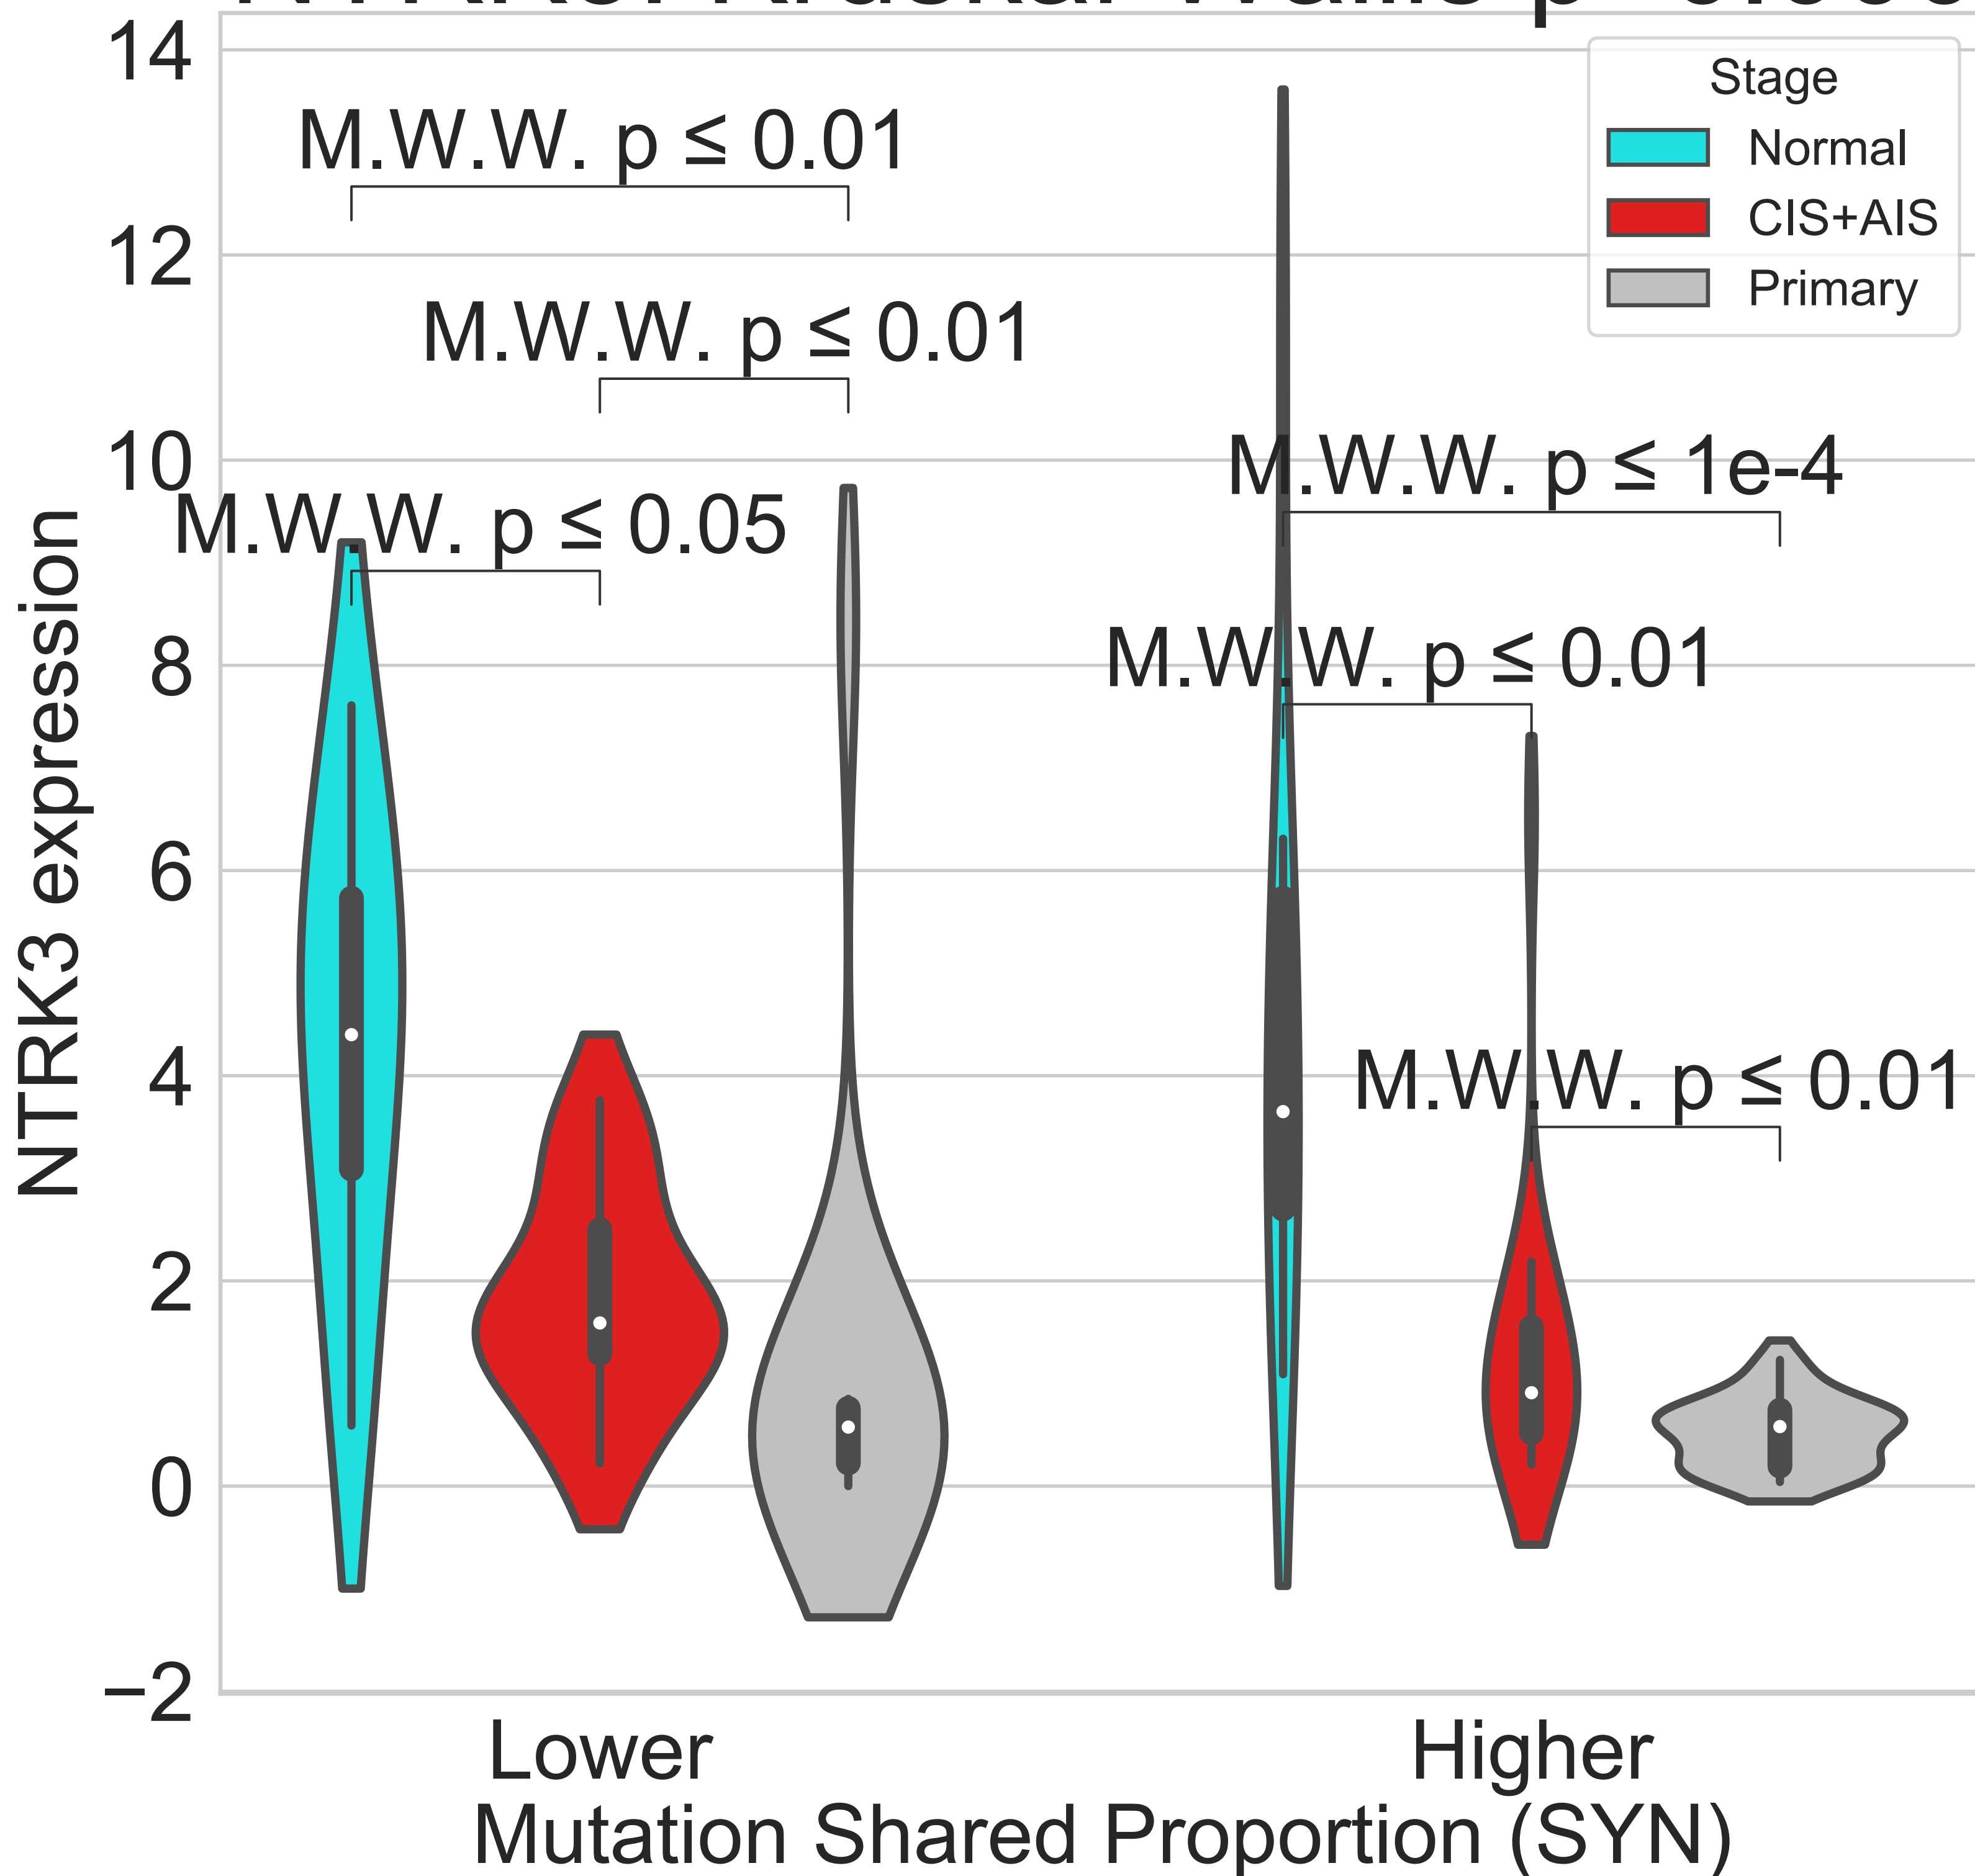 14
12
10
8
6
4
2
0
−2
NTRK3 expression
M.W.W. p ≤ 0.01
M.W.W. p ≤ 0.01
M.W.W. p ≤ 0.05
M.W.W. p ≤ 1e-4
M.W.W. p ≤ 0.01
M.W.W. p ≤ 0.01
Stage
Normal
CIS+AIS
Primary
Lower
Higher
Mutation Shared Proportion (SYN)